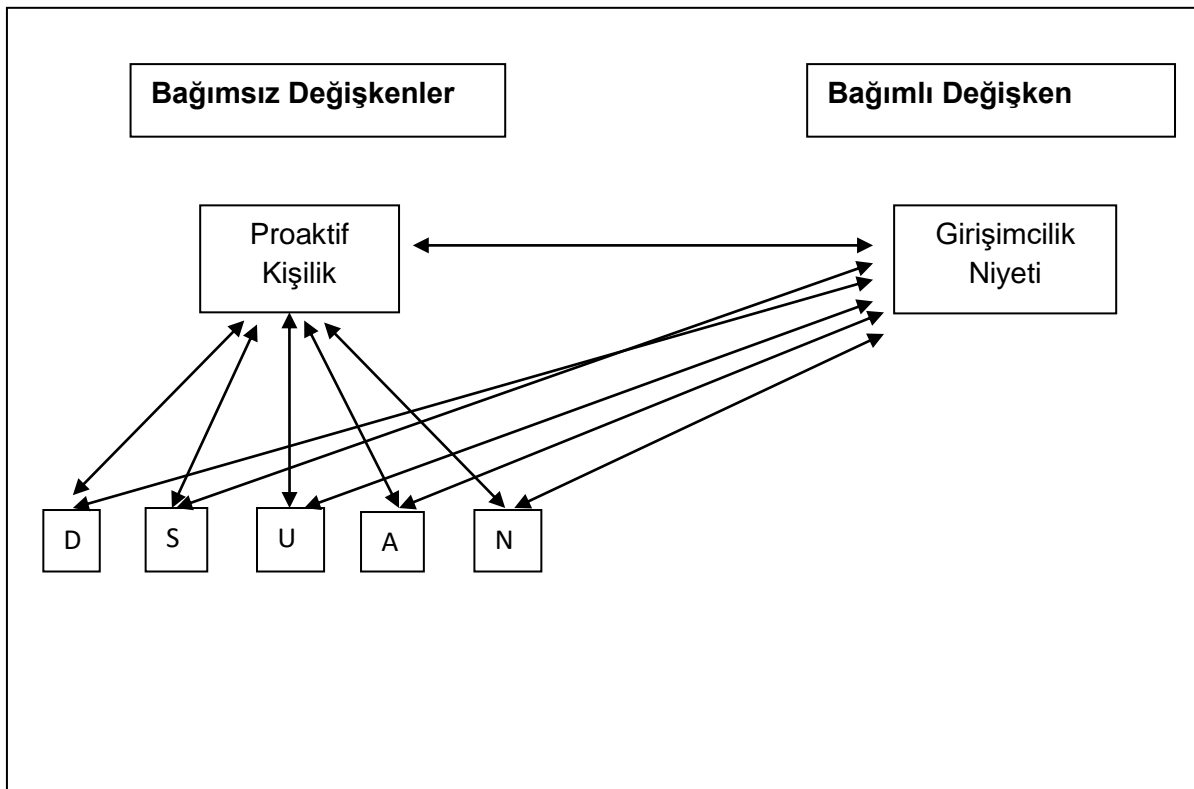 Bağımsız Değişkenler
Bağımlı Değişken
Proaktif
Kişilik
Girişimcilik
Niyeti
D
S
U
A
N